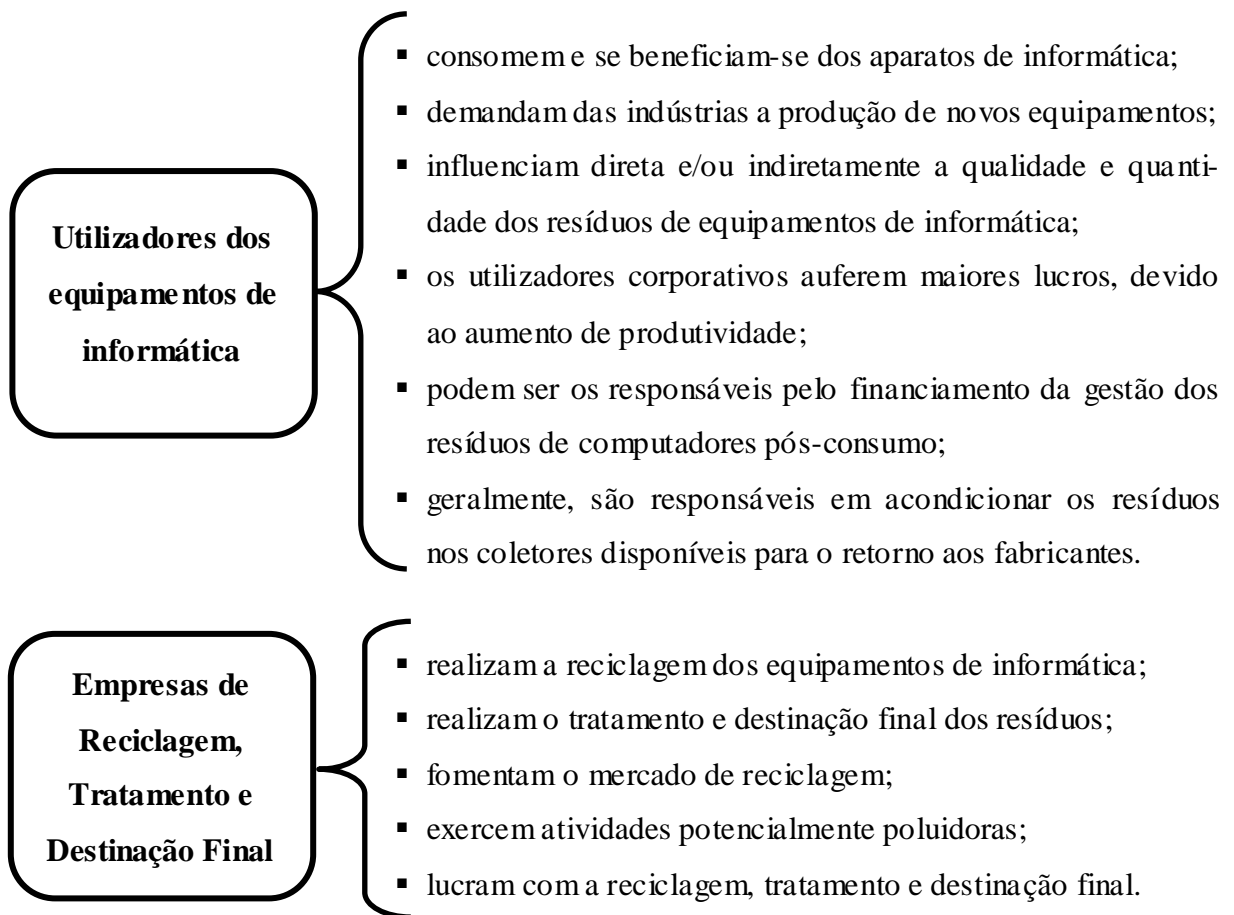 Utilizadores dos
equipamentos de
informática
▪ consomem e se beneficiam-se dos aparatos de informática;
▪ demandam das indústrias a produção de novos equipamentos;
▪ influenciam direta e/ou indiretamente a qualidade e quanti-
dade dos resíduos de equipamentos de informática;
▪ os utilizadores corporativos auferem maiores lucros, devido
ao aumento de produtividade;
▪ podem ser os responsáveis pelo financiamento da gestão dos
resíduos de computadores pós-consumo;
▪ geralmente, são responsáveis em acondicionar os resíduos
nos coletores disponíveis para o retorno aos fabricantes.
Empresas de
Reciclagem,
Tratamento e
Destinação Final
▪ realizam a reciclagem dos equipamentos de informática;
▪ realizam o tratamento e destinação final dos resíduos;
▪ fomentam o mercado de reciclagem;
▪ exercem atividades potencialmente poluidoras;
▪ lucram com a reciclagem, tratamento e destinação final.